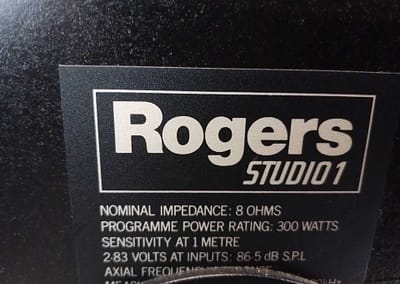 Rogers
STUDIO 1
NOMINAL IMPEDANCE: 8 OHMS
PROGRAMME POWER RATING: 300 WATTS
SENSITIVITY AT 1 METRE
2·83 VOLTS AT INPUTS: 86·5 dB S.P.L
AXIAL